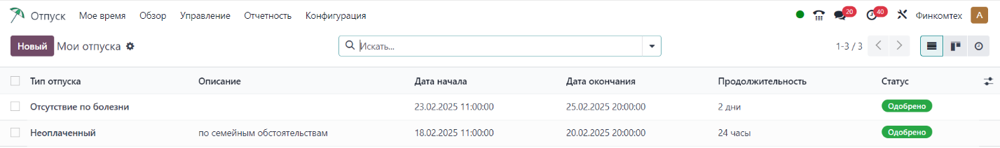 Отпуск Мое время Обзор Управление Отчетность Конфигурация 20 40 Финкомтех A
Новый Мои отпуска Искать... 1-3 / 3
Тип отпуска Описание Дата начала Дата окончания Продолжительность Статус
Отсутствие по болезни 23.02.2025 11:00:00 25.02.2025 20:00:00 2 дни Одобрено
Неоплаченный по семейным обстоятельствам 18.02.2025 11:00:00 20.02.2025 20:00:00 24 часы Одобрено